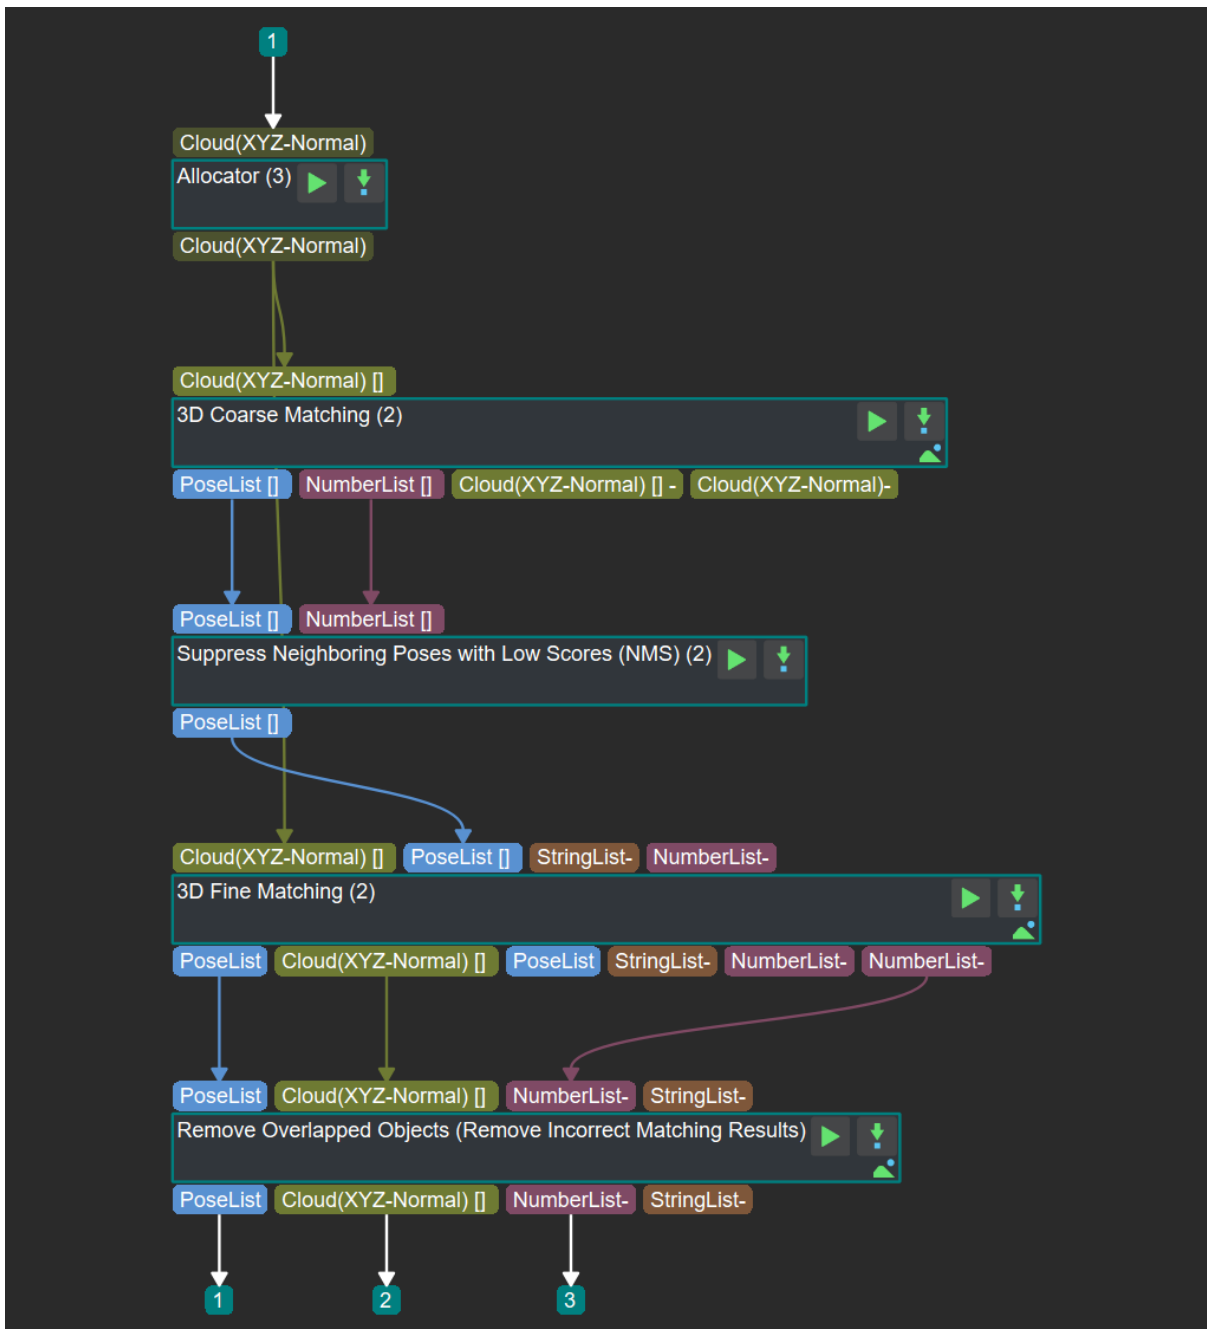 1
Cloud(XYZ-Normal)
Allocator (3)
Cloud(XYZ-Normal)
Cloud(XYZ-Normal) []
3D Coarse Matching (2)
PoseList [] NumberList [] Cloud(XYZ-Normal) [] - Cloud(XYZ-Normal)-
PoseList [] NumberList []
Suppress Neighboring Poses with Low Scores (NMS) (2)
PoseList []
Cloud(XYZ-Normal) [] PoseList [] StringList- NumberList-
3D Fine Matching (2)
PoseList Cloud(XYZ-Normal) [] PoseList StringList- NumberList- NumberList-
PoseList Cloud(XYZ-Normal) [] NumberList- StringList-
Remove Overlapped Objects (Remove Incorrect Matching Results)
PoseList Cloud(XYZ-Normal) [] NumberList- StringList-
1 2 3